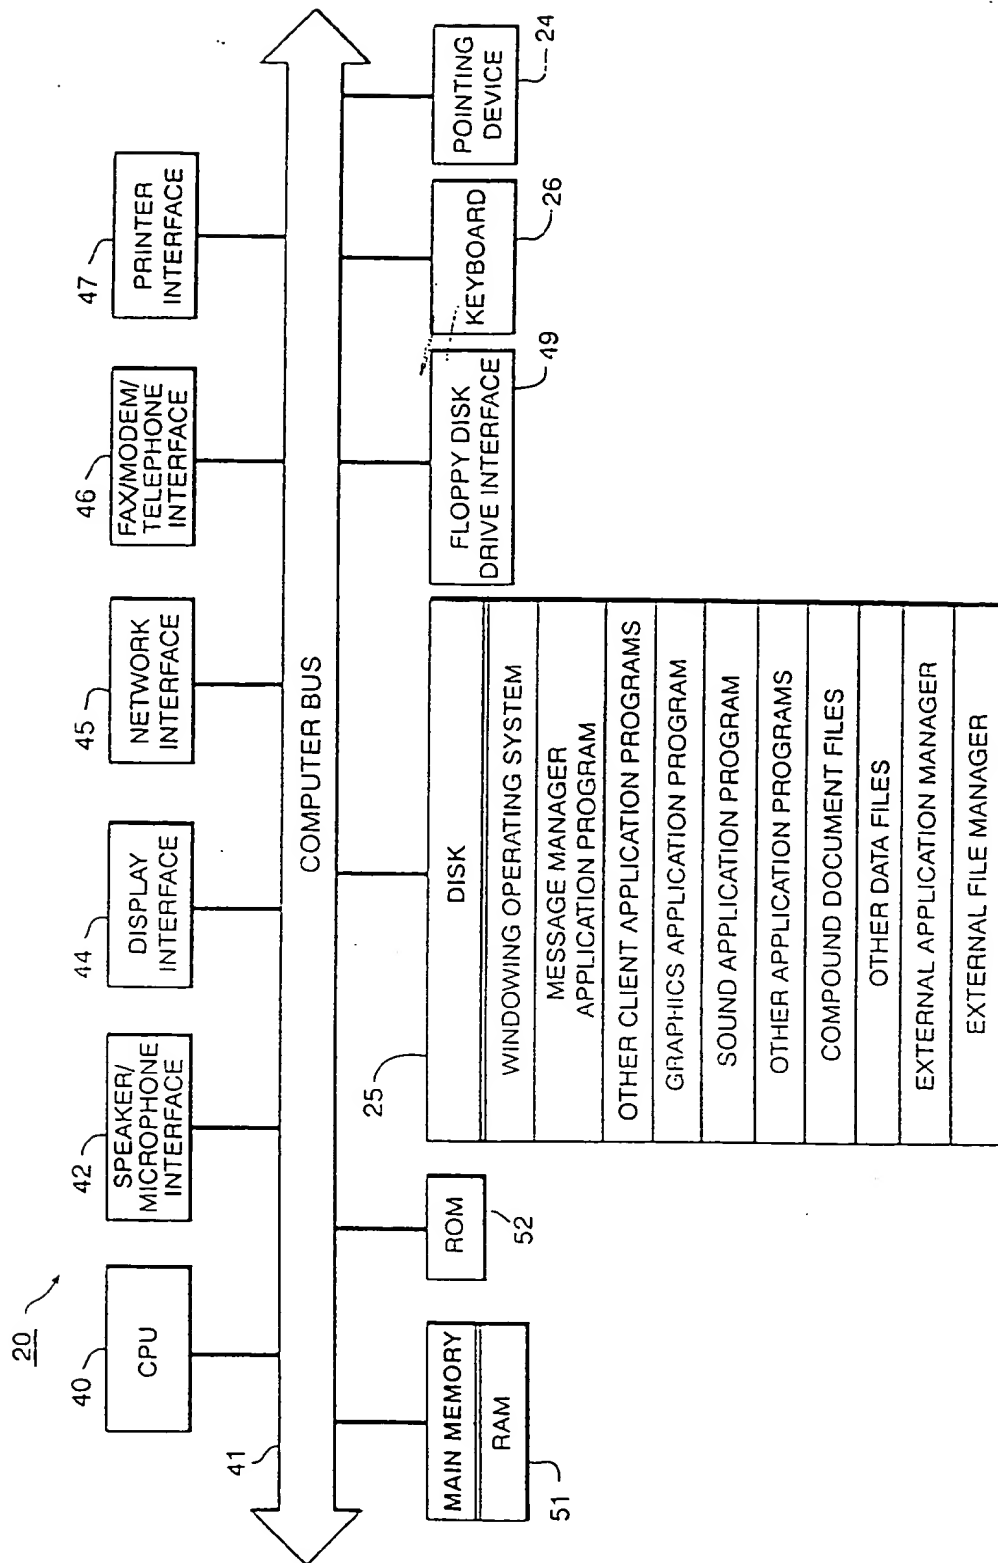 20
40
CPU
42
SPEAKER/
MICROPHONE
INTERFACE
44
DISPLAY
INTERFACE
45
NETWORK
INTERFACE
46
FAX/MODEM/
TELEPHONE
INTERFACE
47
PRINTER
INTERFACE
41
COMPUTER BUS
MAIN MEMORY
RAM
51
ROM
52
25
DISK
WINDOWING OPERATING SYSTEM
MESSAGE MANAGER
APPLICATION PROGRAM
OTHER CLIENT APPLICATION PROGRAMS
GRAPHICS APPLICATION PROGRAM
SOUND APPLICATION PROGRAM
OTHER APPLICATION PROGRAMS
COMPOUND DOCUMENT FILES
OTHER DATA FILES
EXTERNAL APPLICATION MANAGER
EXTERNAL FILE MANAGER
FLOPPY DISK
DRIVE INTERFACE
49
KEYBOARD
26
POINTING
DEVICE
24